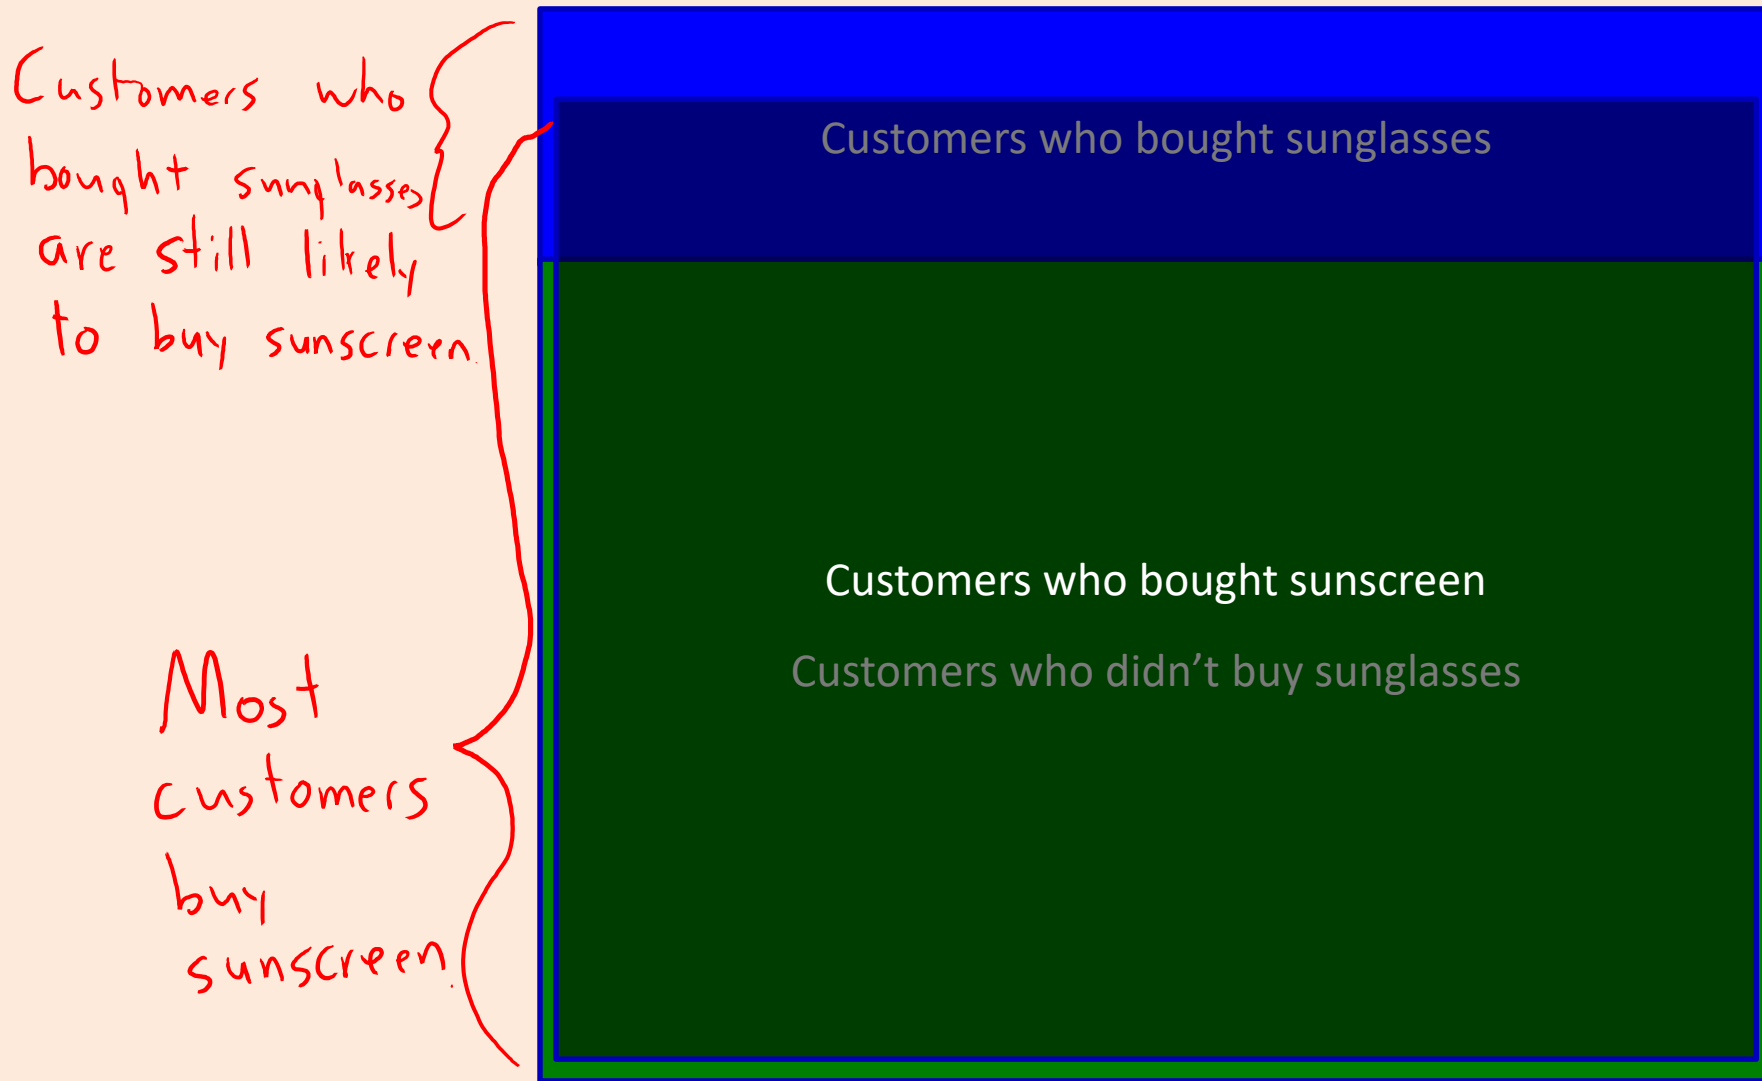 Customers who
bought sunglasses
are still likely
to buy sunscreen.
Most
customers
buy
sunscreen.
Customers who bought sunglasses
Customers who bought sunscreen
Customers who didn’t buy sunglasses